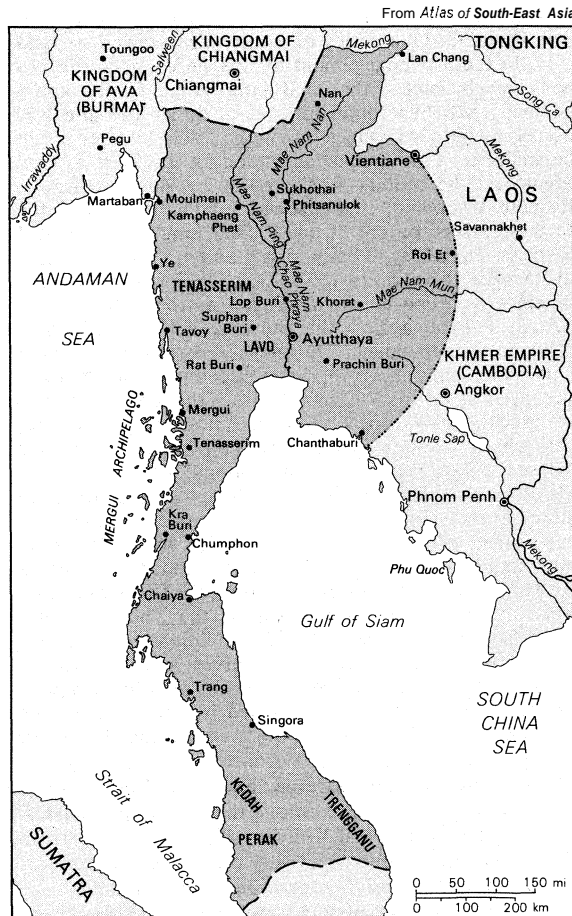 From Atlas of South-East Asia
Toungoo
Salween
KINGDOM OF
CHIANGMAI
Chiangmai
Mekong
TONGKING
Lan Chang
KINGDOM
OF AVA
(BURMA)
Nan
Song Ca
Pegu
Irrawaddy
Mae Nam Nan
Vientiane
Mekong
Martaban
Moulmein
Kamphaeng
Phet
Sukhothai
Phitsanulok
LAOS
Savannakhet
Mae Nam Ping
Roi Et
Ye
ANDAMAN
SEA
TENASSERIM
Mae Nam
Chao Phraya
Lop Buri
Khorat
Mae Nam Mun
Suphan
Buri
Tavoy
LAVO
Ayutthaya
KHMER EMPIRE
(CAMBODIA)
Rat Buri
Prachin Buri
Angkor
Mergui
MERGUI ARCHIPELAGO
Tenasserim
Chanthaburi
Tonle Sap
Phnom Penh
Kra
Buri
Chumphon
Mekong
Phu Quoc
Chaiya
Gulf of Siam
Trang
Singora
SOUTH
CHINA
SEA
Strait of Malacca
KEDAH
TRENGGANU
PERAK
SUMATRA
0 50 100 150 mi
0 100 200 km